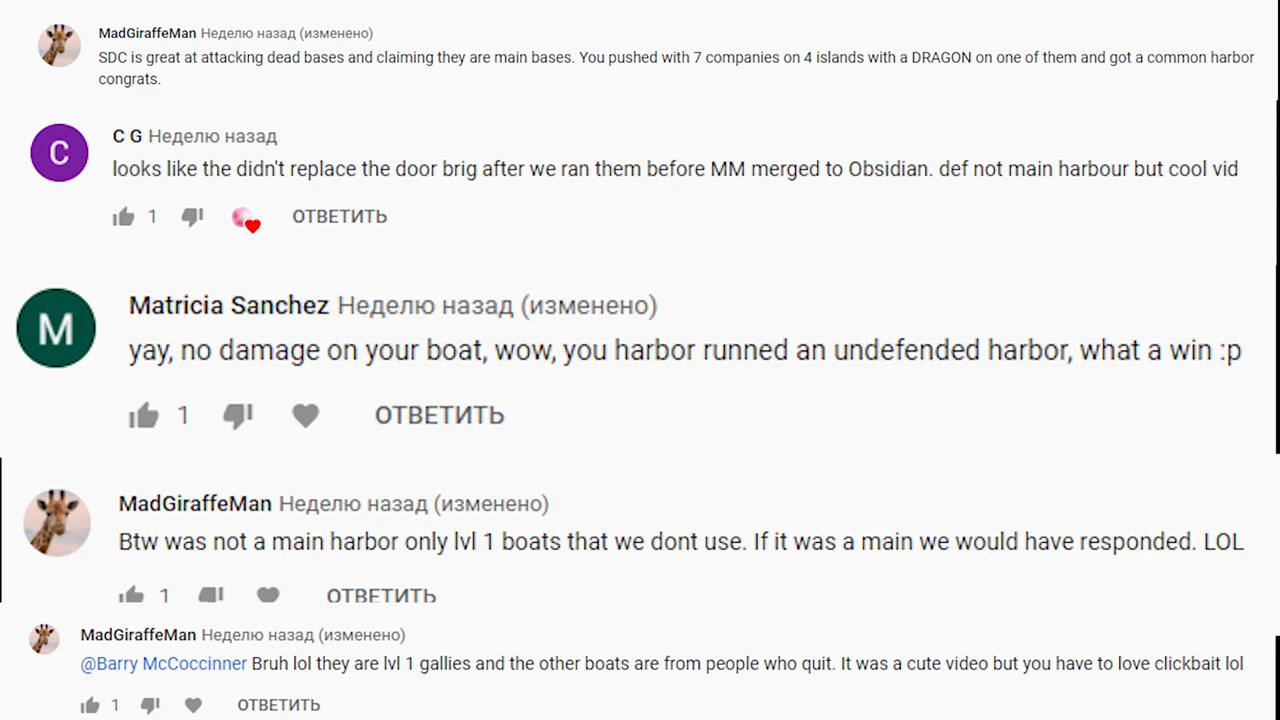 MadGiraffeMan Неделю назад (изменено)
SDC is great at attacking dead bases and claiming they are main bases. You pushed with 7 companies on 4 islands with a DRAGON on one of them and got a common harbor
congrats.
C
C G Неделю назад
looks like the didn't replace the door brig after we ran them before MM merged to Obsidian. def not main harbour but cool vid
1 ОТВЕТИТЬ
M
Matricia Sanchez Неделю назад (изменено)
yay, no damage on your boat, wow, you harbor runned an undefended harbor, what a win :p
1 ОТВЕТИТЬ
MadGiraffeMan Неделю назад (изменено)
Btw was not a main harbor only lvl 1 boats that we dont use. If it was a main we would have responded. LOL
1 ОТВЕТИТЬ
MadGiraffeMan Неделю назад (изменено)
@Barry McCoccinner Bruh lol they are lvl 1 gallies and the other boats are from people who quit. It was a cute video but you have to love clickbait lol
1 ОТВЕТИТЬ